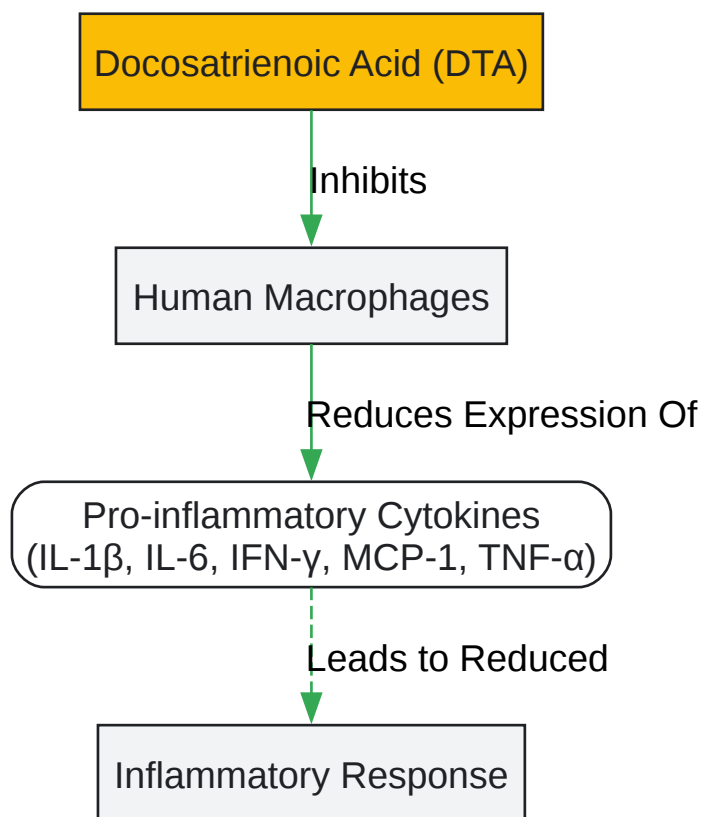 Docosatrienoic Acid (DTA)
Inhibits
Human Macrophages
Reduces Expression Of
Pro-inflammatory Cytokines
(IL-1β, IL-6, IFN-γ, MCP-1, TNF-α)
Leads to Reduced
Inflammatory Response